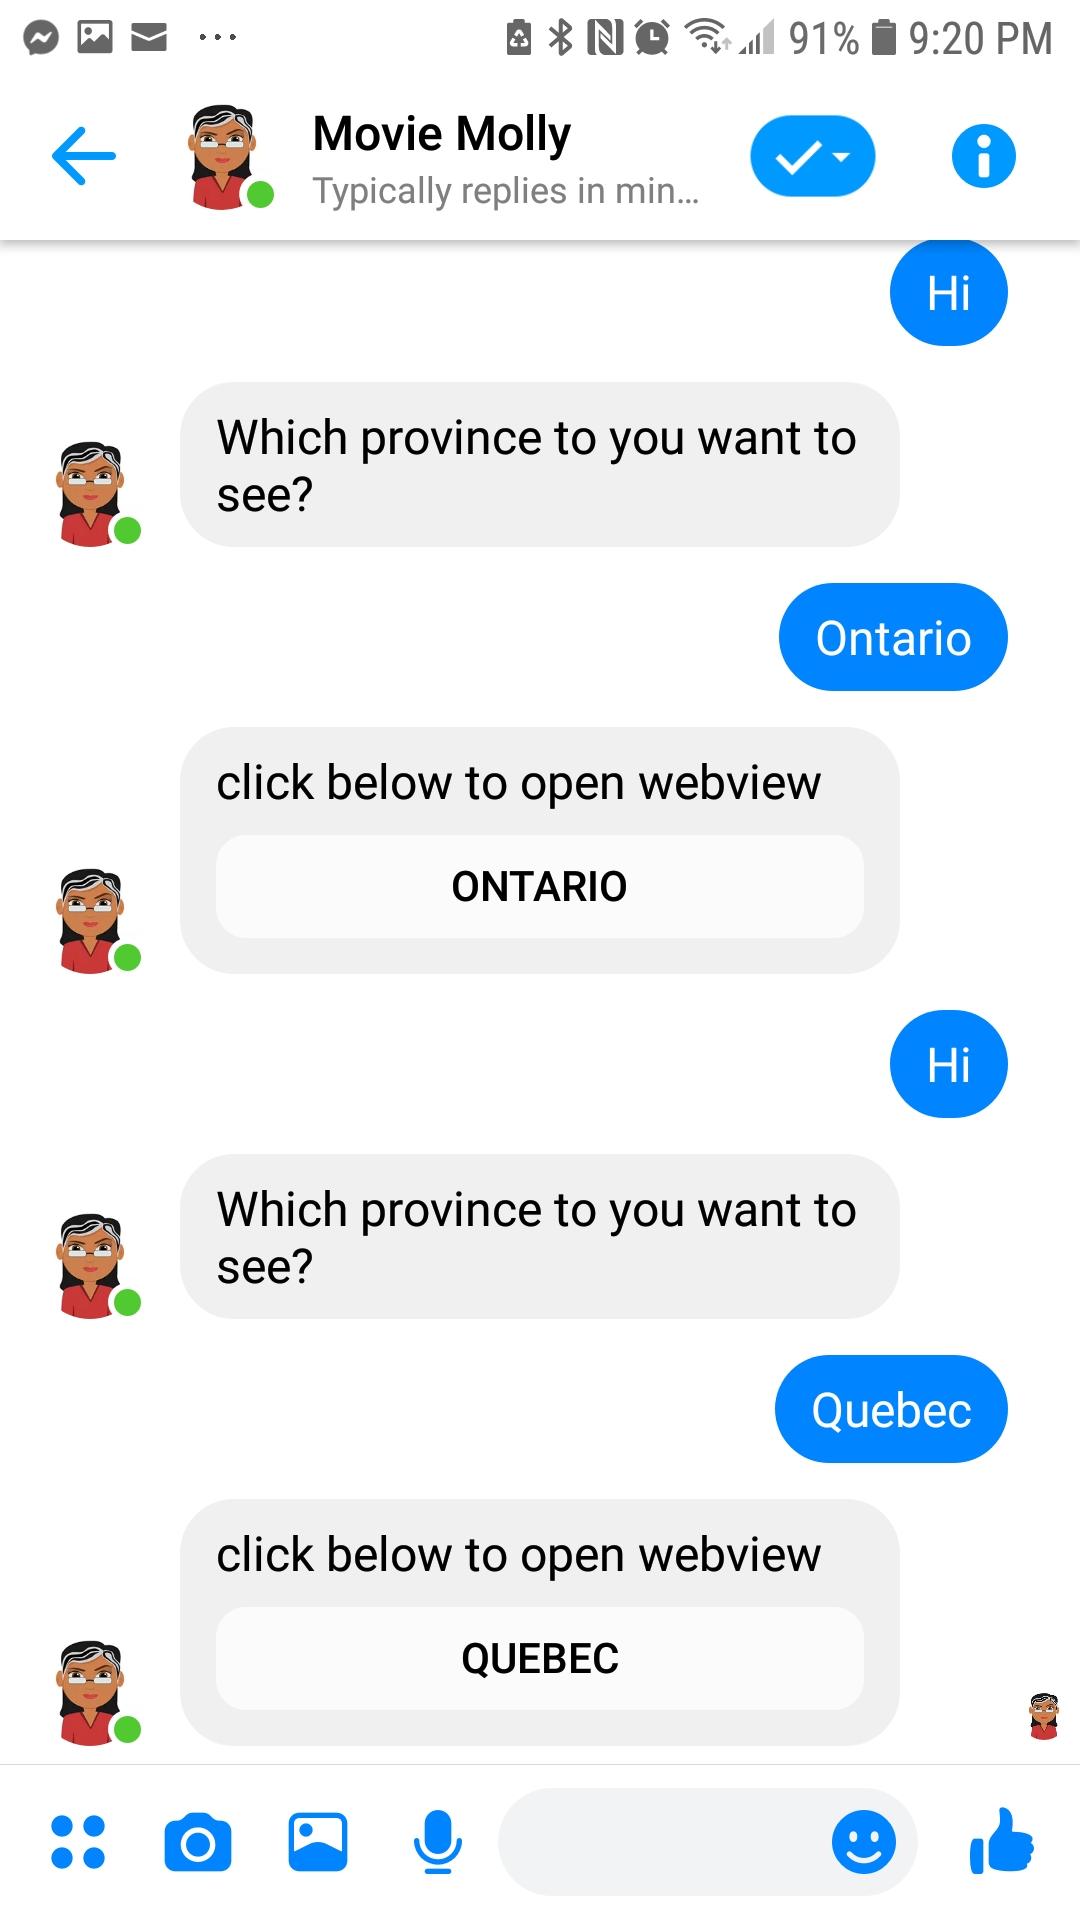 91% 9:20 PM
Movie Molly
Typically replies in min...
Hi
Which province to you want to
see?
Ontario
click below to open webview
ONTARIO
Hi
Which province to you want to
see?
Quebec
click below to open webview
QUEBEC